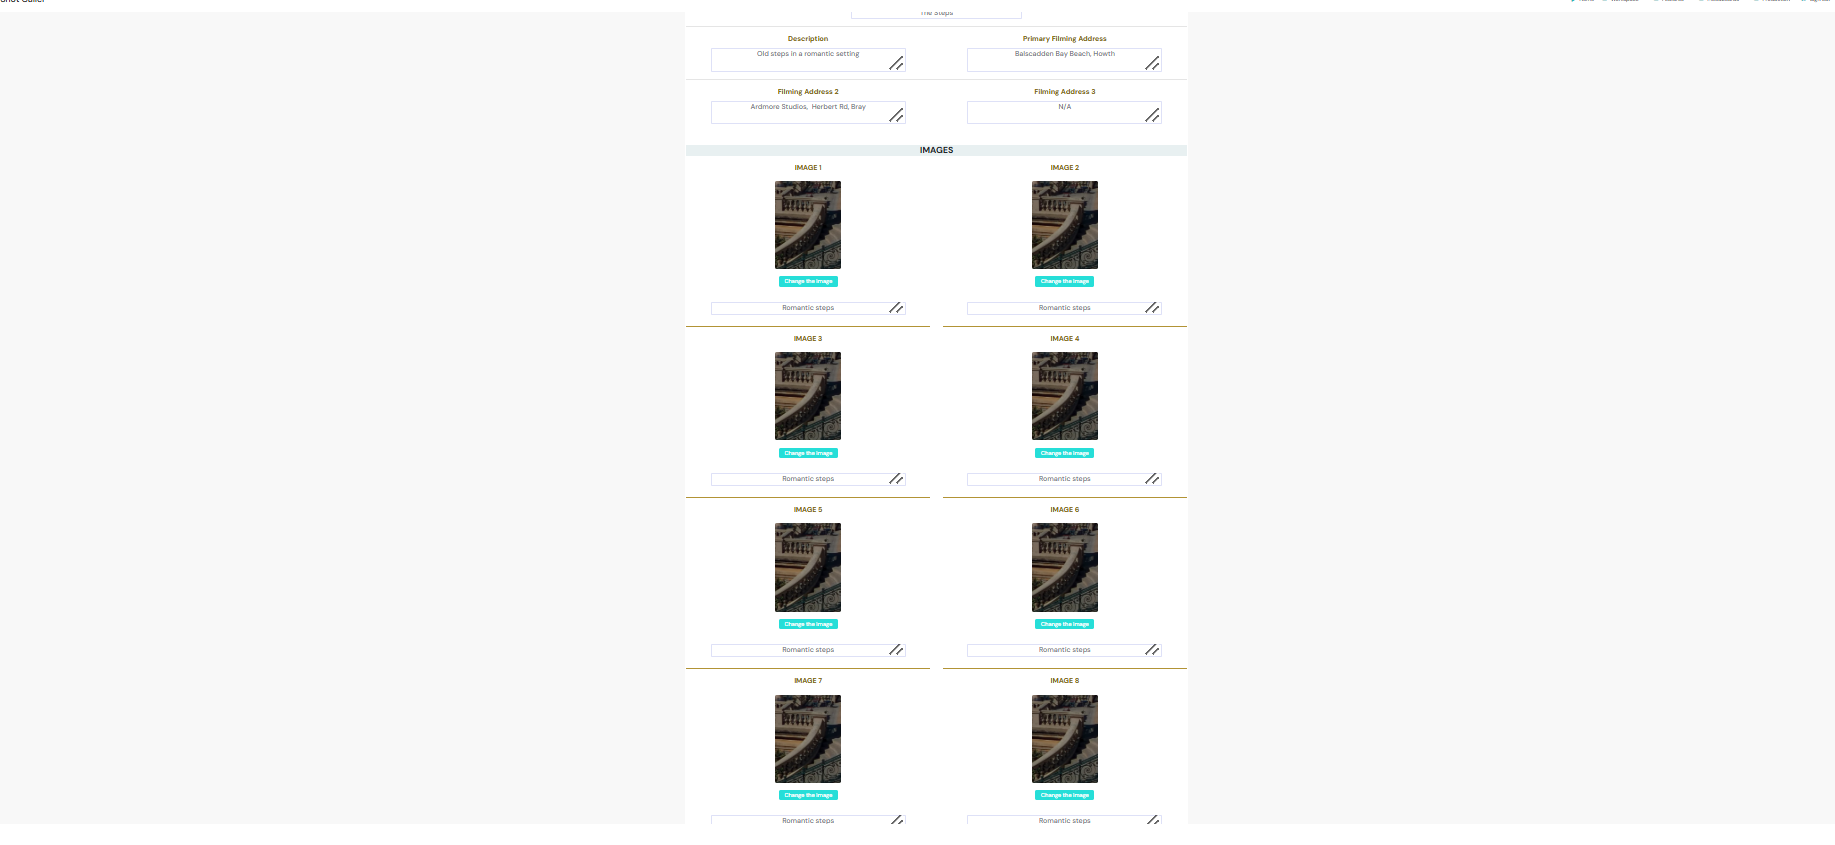 The Steps
Description
Primary Filming Address
Old steps in a romantic setting
Balscadden Bay Beach, Howth
Filming Address 2
Filming Address 3
Ardmore Studios, Herbert Rd, Bray
N/A
IMAGES
IMAGE 1
IMAGE 2
Change the Image
Change the Image
Romantic steps
Romantic steps
IMAGE 3
IMAGE 4
Change the Image
Change the Image
Romantic steps
Romantic steps
IMAGE 5
IMAGE 6
Change the Image
Change the Image
Romantic steps
Romantic steps
IMAGE 7
IMAGE 8
Change the Image
Change the Image
Romantic steps
Romantic steps